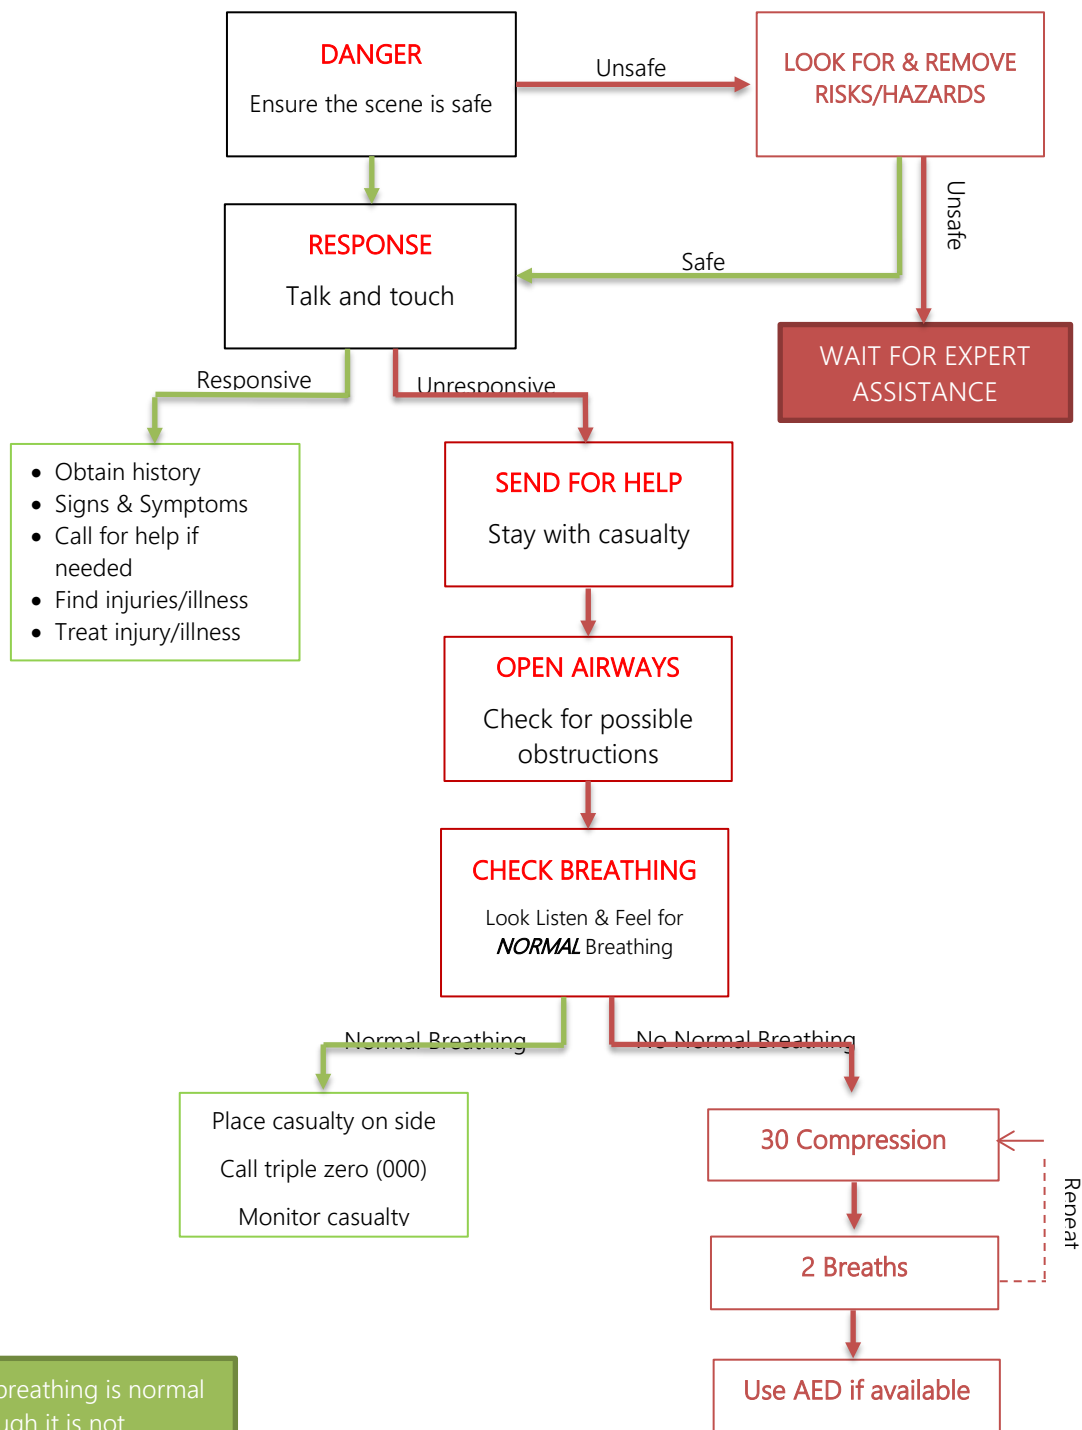 DANGER
Ensure the scene is safe
Unsafe
LOOK FOR & REMOVE
RISKS/HAZARDS
Unsafe
RESPONSE
Talk and touch
Safe
WAIT FOR EXPERT
ASSISTANCE
Responsive
Unresponsive
• Obtain history
• Signs & Symptoms
• Call for help if
needed
• Find injuries/illness
• Treat injury/illness
SEND FOR HELP
Stay with casualty
OPEN AIRWAYS
Check for possible
obstructions
CHECK BREATHING
Look Listen & Feel for
NORMAL Breathing
Normal Breathing
No Normal Breathing
Place casualty on side
Call triple zero (000)
Monitor casualty
30 Compression
Repeat
2 Breaths
Use AED if available
breathing is normal
it is not